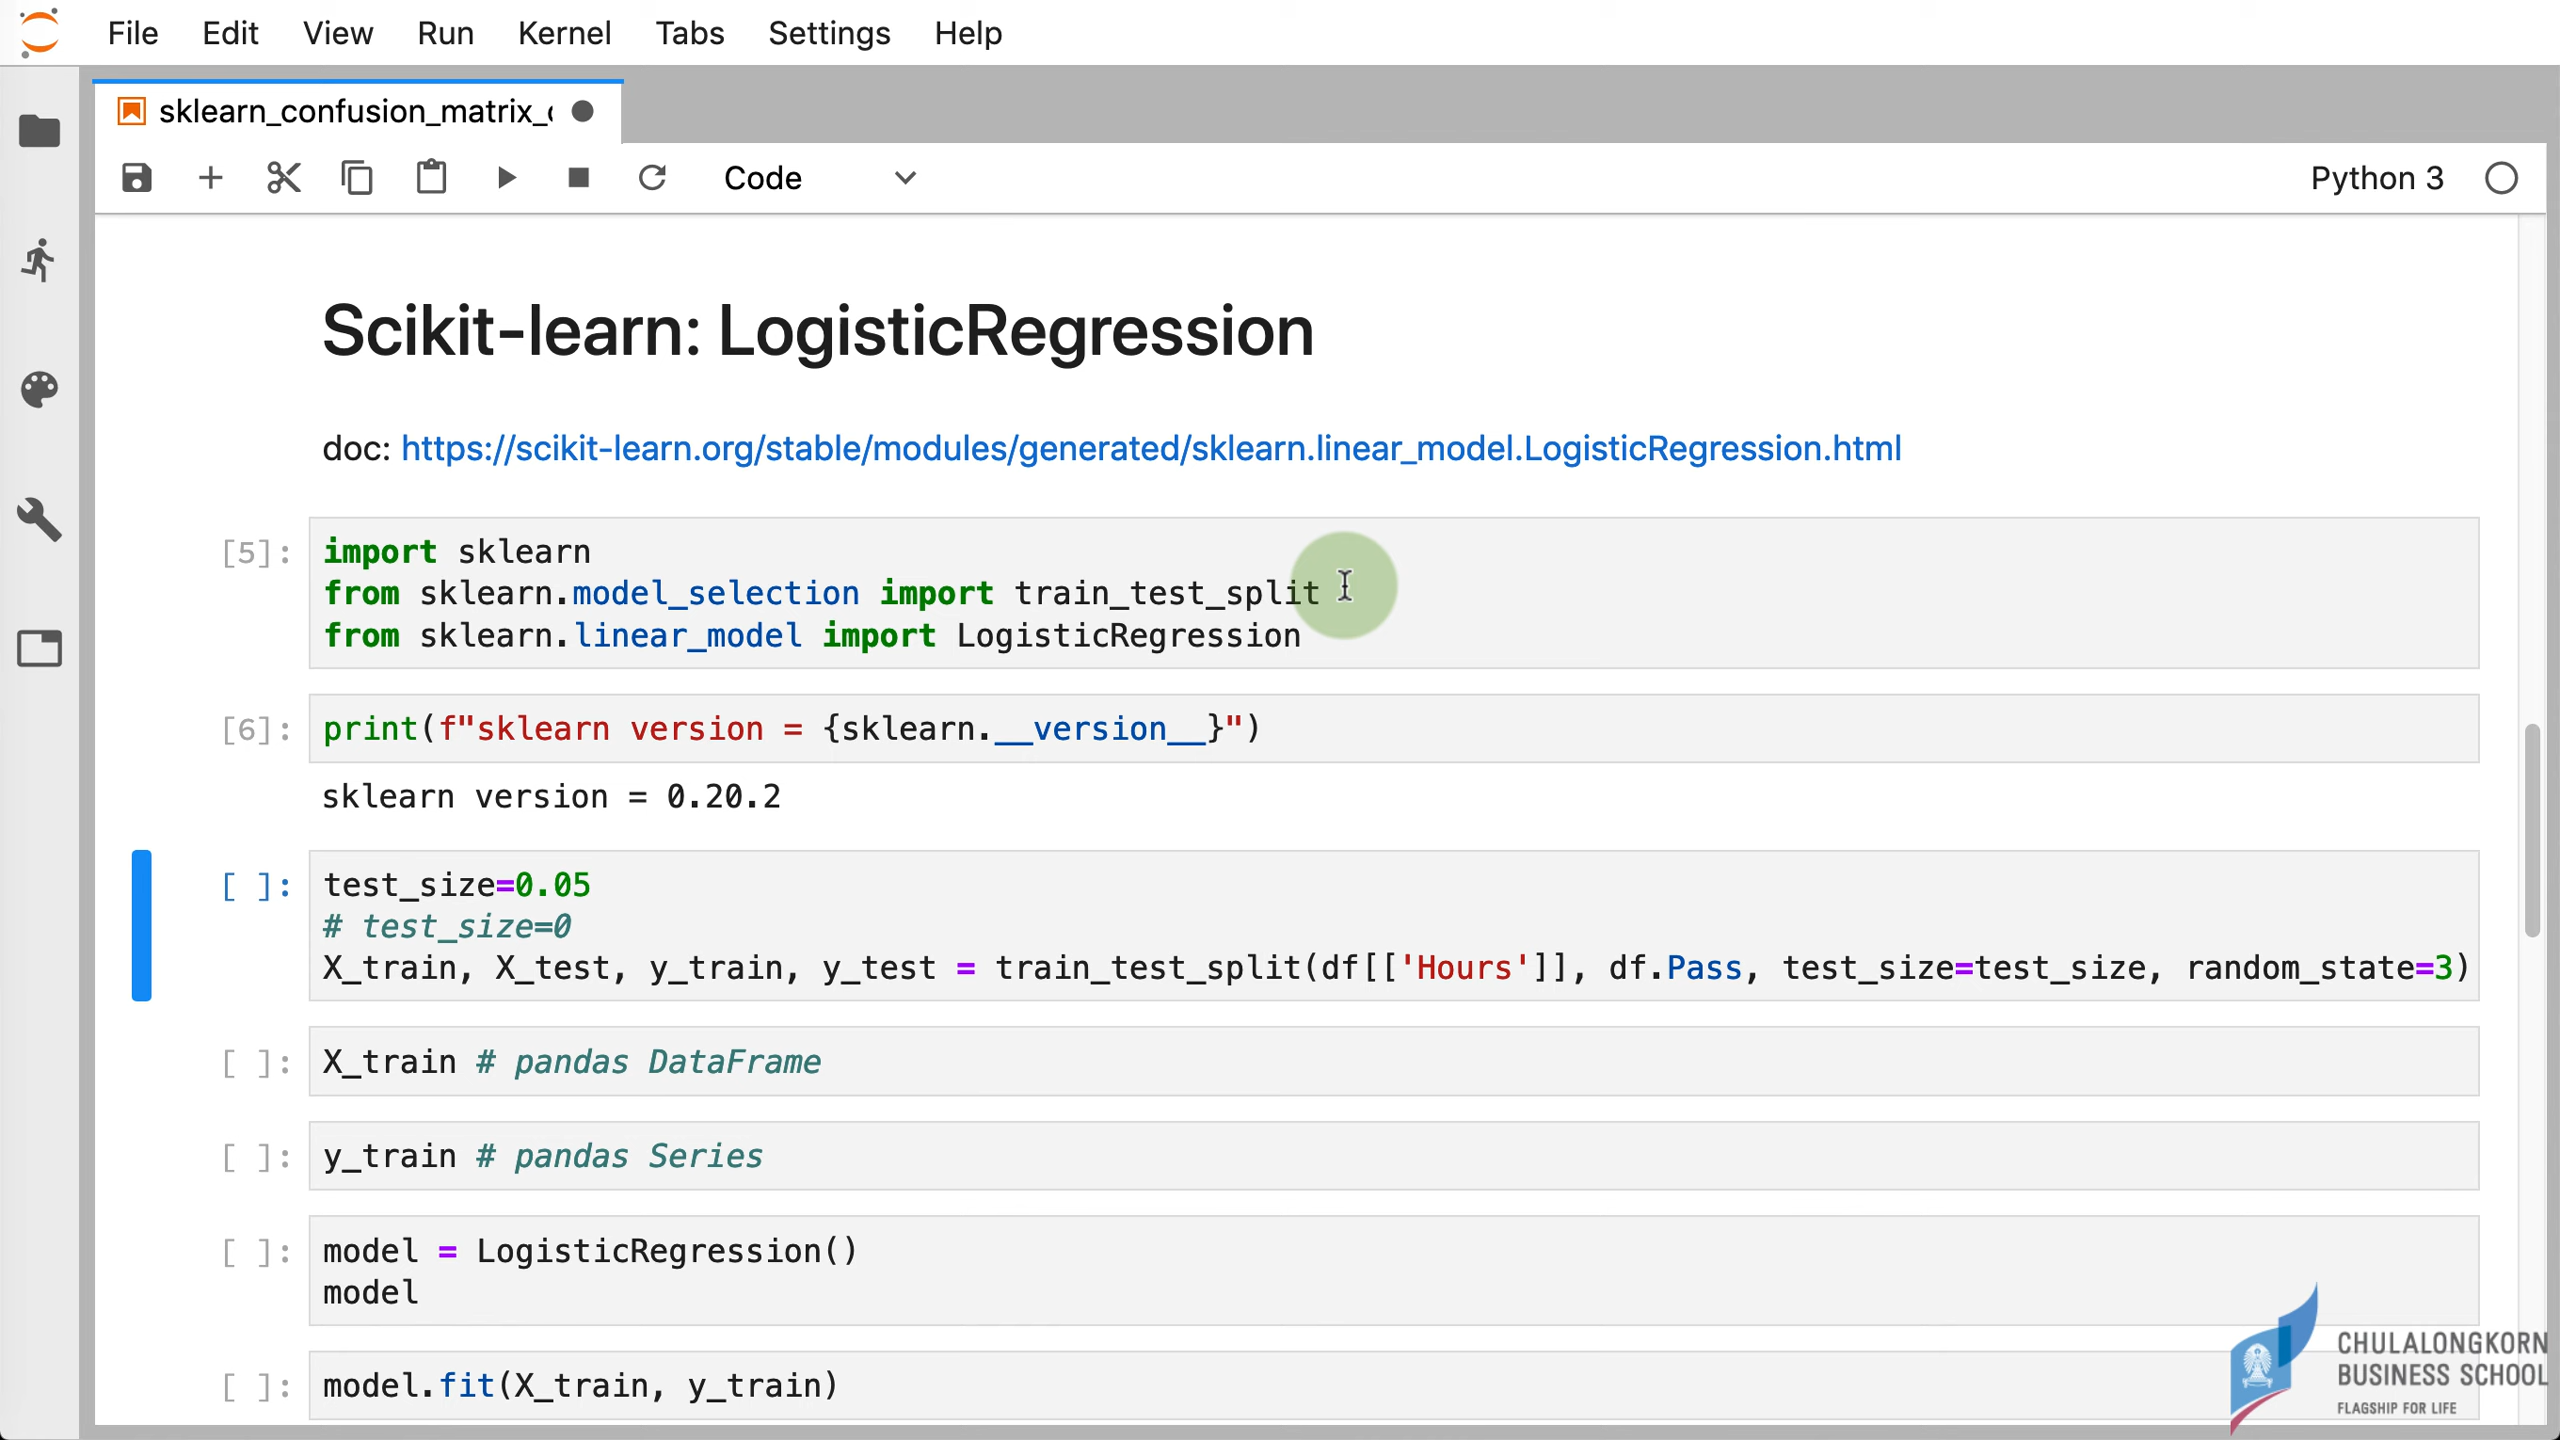 File Edit View Run Kernel Tabs Settings Help
sklearn_confusion_matrix_
Code Python 3
Scikit-learn: LogisticRegression
doc: https://scikit-learn.org/stable/modules/generated/sklearn.linear_model.LogisticRegression.html
[5]: import sklearn
from sklearn.model_selection import train_test_split
from sklearn.linear_model import LogisticRegression
[6]: print(f"sklearn version = {sklearn.__version__}")
sklearn version = 0.20.2
[ ]: test_size=0.05
# test_size=0
X_train, X_test, y_train, y_test = train_test_split(df[['Hours']], df.Pass, test_size=test_size, random_state=3)
[ ]: X_train # pandas DataFrame
[ ]: y_train # pandas Series
[ ]: model = LogisticRegression()
model
[ ]: model.fit(X_train, y_train)
CHULALONGKORN
BUSINESS SCHOOL
FLAGSHIP FOR LIFE